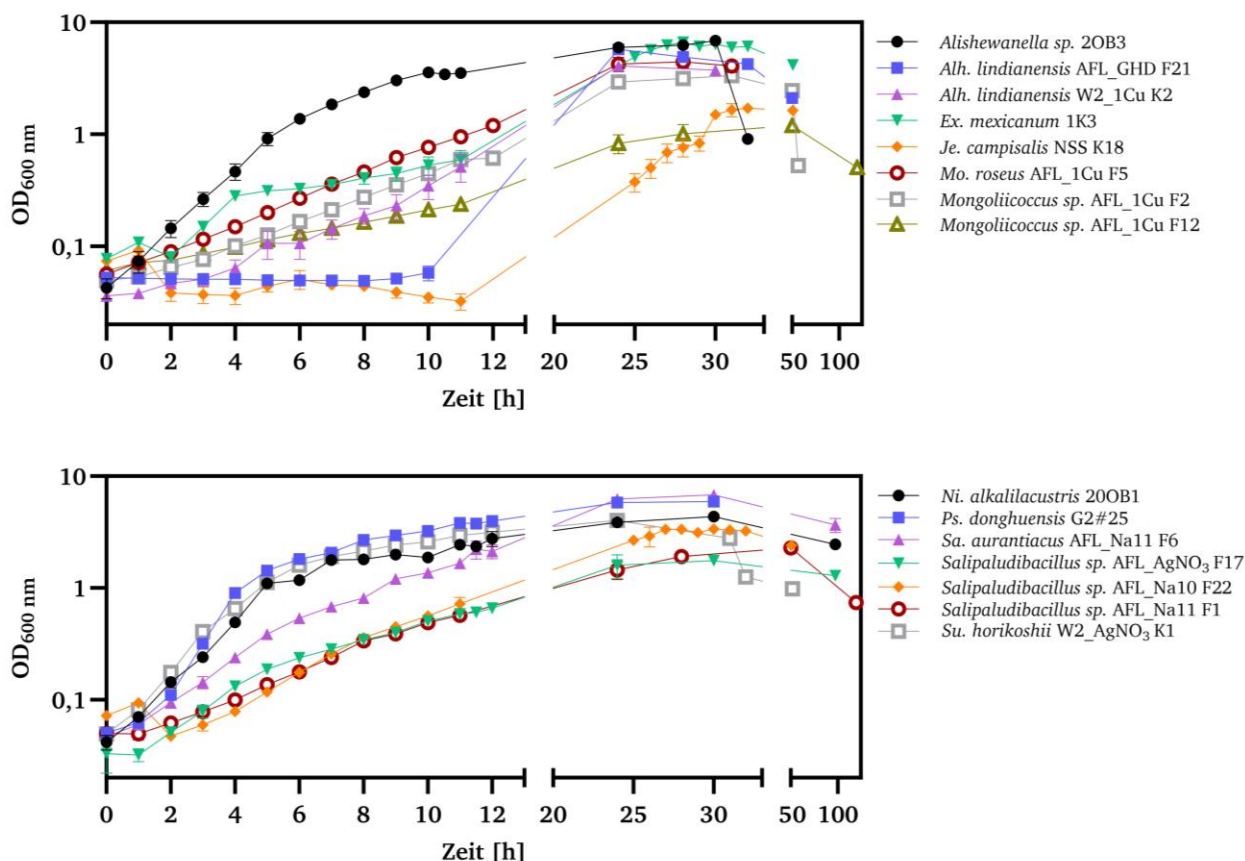 10
1
0,1
OD600 nm
0 2 4 6 8 10 12 20 25 30 50 100
Zeit [h]
Alishewanella sp. 2OB3
Alh. lindianensis AFL_GHD F21
Alh. lindianensis W2_1Cu K2
Ex. mexicanum 1K3
Je. campisalis NSS K18
Mo. roseus AFL_1Cu F5
Mongoliicoccus sp. AFL_1Cu F2
Mongoliicoccus sp. AFL_1Cu F12
10
1
0,1
OD600 nm
0 2 4 6 8 10 12 20 25 30 50 100
Zeit [h]
Ni. alkalilacustris 20OB1
Ps. donghuensis G2#25
Sa. aurantiacus AFL_Na11 F6
Salipaludibacillus sp. AFL_AgNO3 F17
Salipaludibacillus sp. AFL_Na10 F22
Salipaludibacillus sp. AFL_Na11 F1
Su. horikoshii W2_AgNO3 K1